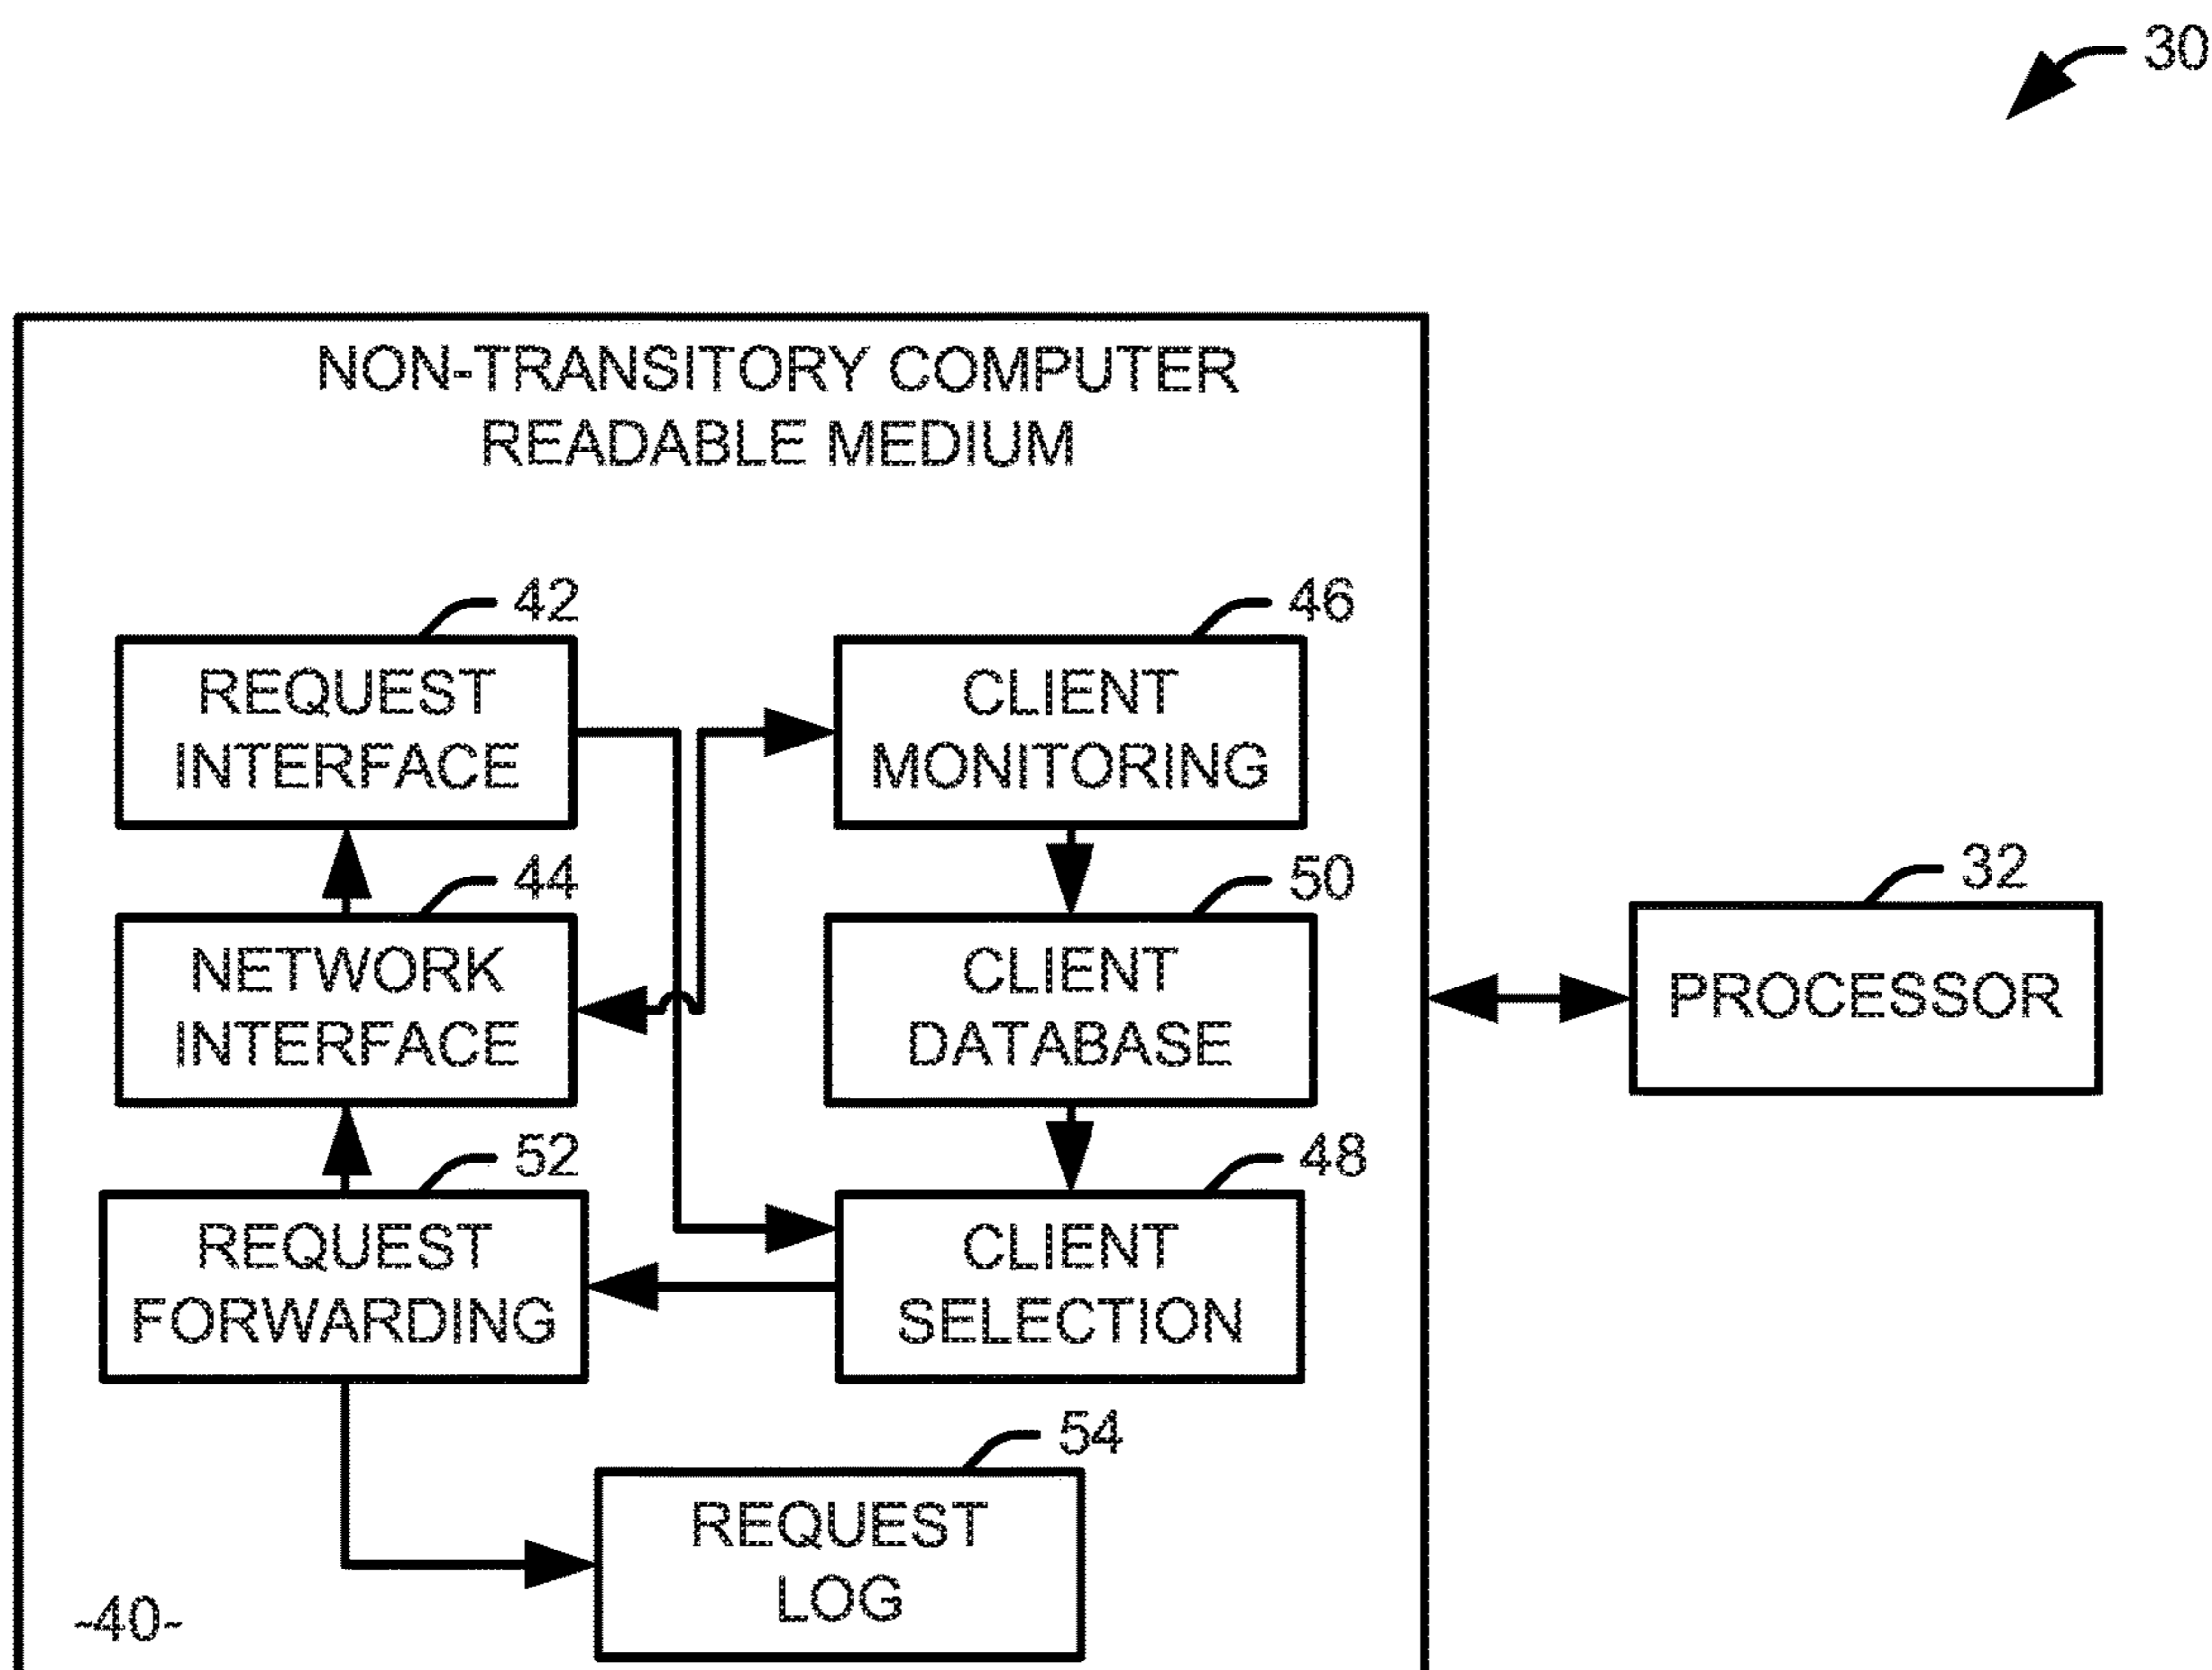 30
NON-TRANSITORY COMPUTER
READABLE MEDIUM
42
REQUEST
INTERFACE
46
CLIENT
MONITORING
44
NETWORK
INTERFACE
50
CLIENT
DATABASE
32
PROCESSOR
52
REQUEST
FORWARDING
48
CLIENT
SELECTION
54
REQUEST
LOG
-40-